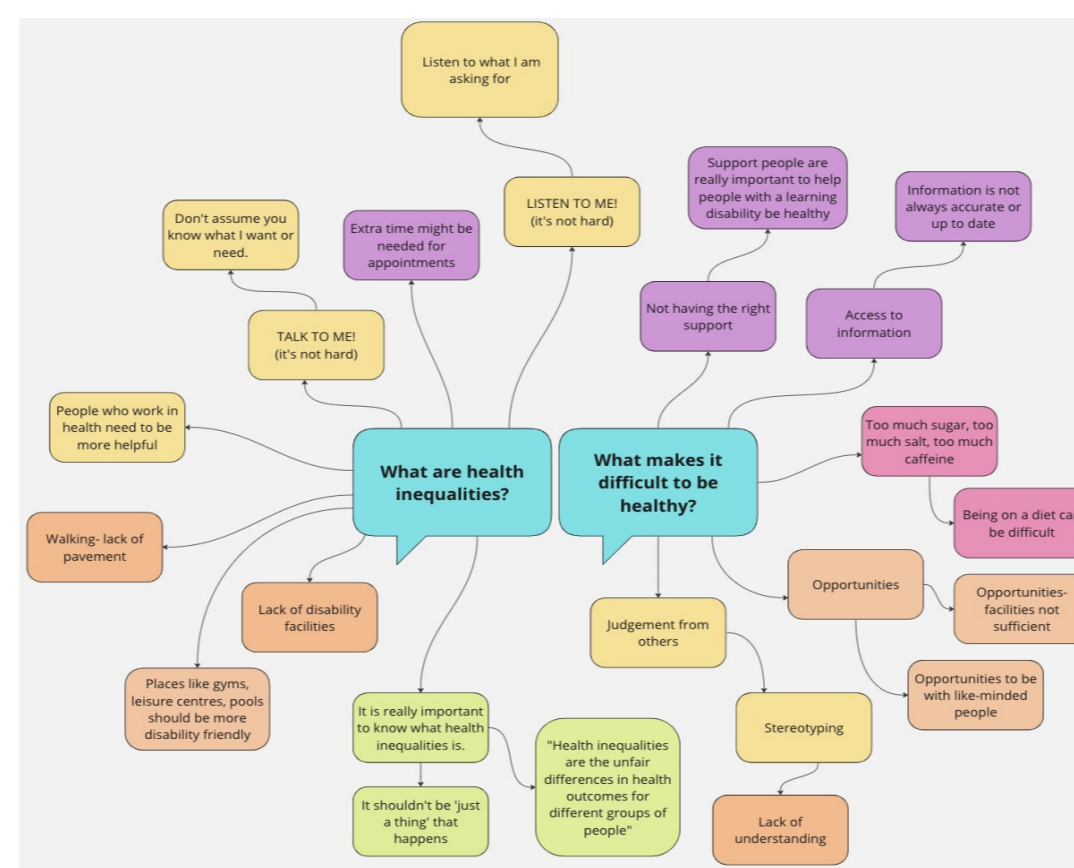 Listen to what I am
asking for
Support people are
really important to help
people with a learning
disability be healthy
Information is not
always accurate or
up to date
LISTEN TO ME!
(it's not hard)
Don't assume you
know what I want or
need.
Extra time might be
needed for
appointments
Not having the right
support
Access to
information
TALK TO ME!
(it's not hard)
People who work in
health need to be
more helpful
What are health
inequalities?
What makes it
difficult to be
healthy?
Too much sugar, too
much salt, too much
caffeine
Being on a diet can
be difficult
Walking- lack of
pavement
Lack of disability
facilities
Opportunities
Opportunities-
facilities not
sufficient
Judgement from
others
Places like gyms,
leisure centres, pools
should be more
disability friendly
It is really important
to know what health
inequalities is.
Opportunities to be
with like-minded
people
Stereotyping
"Health inequalities
are the unfair
differences in health
outcomes for
different groups of
people"
It shouldn't be 'just
a thing' that
happens
Lack of
understanding